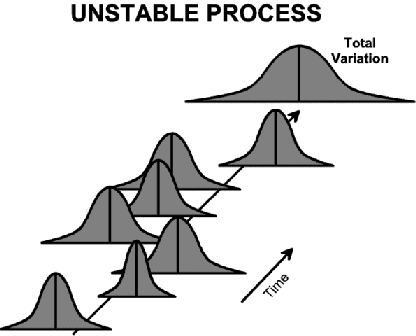 UNSTABLE PROCESS
Total
Variation
Time